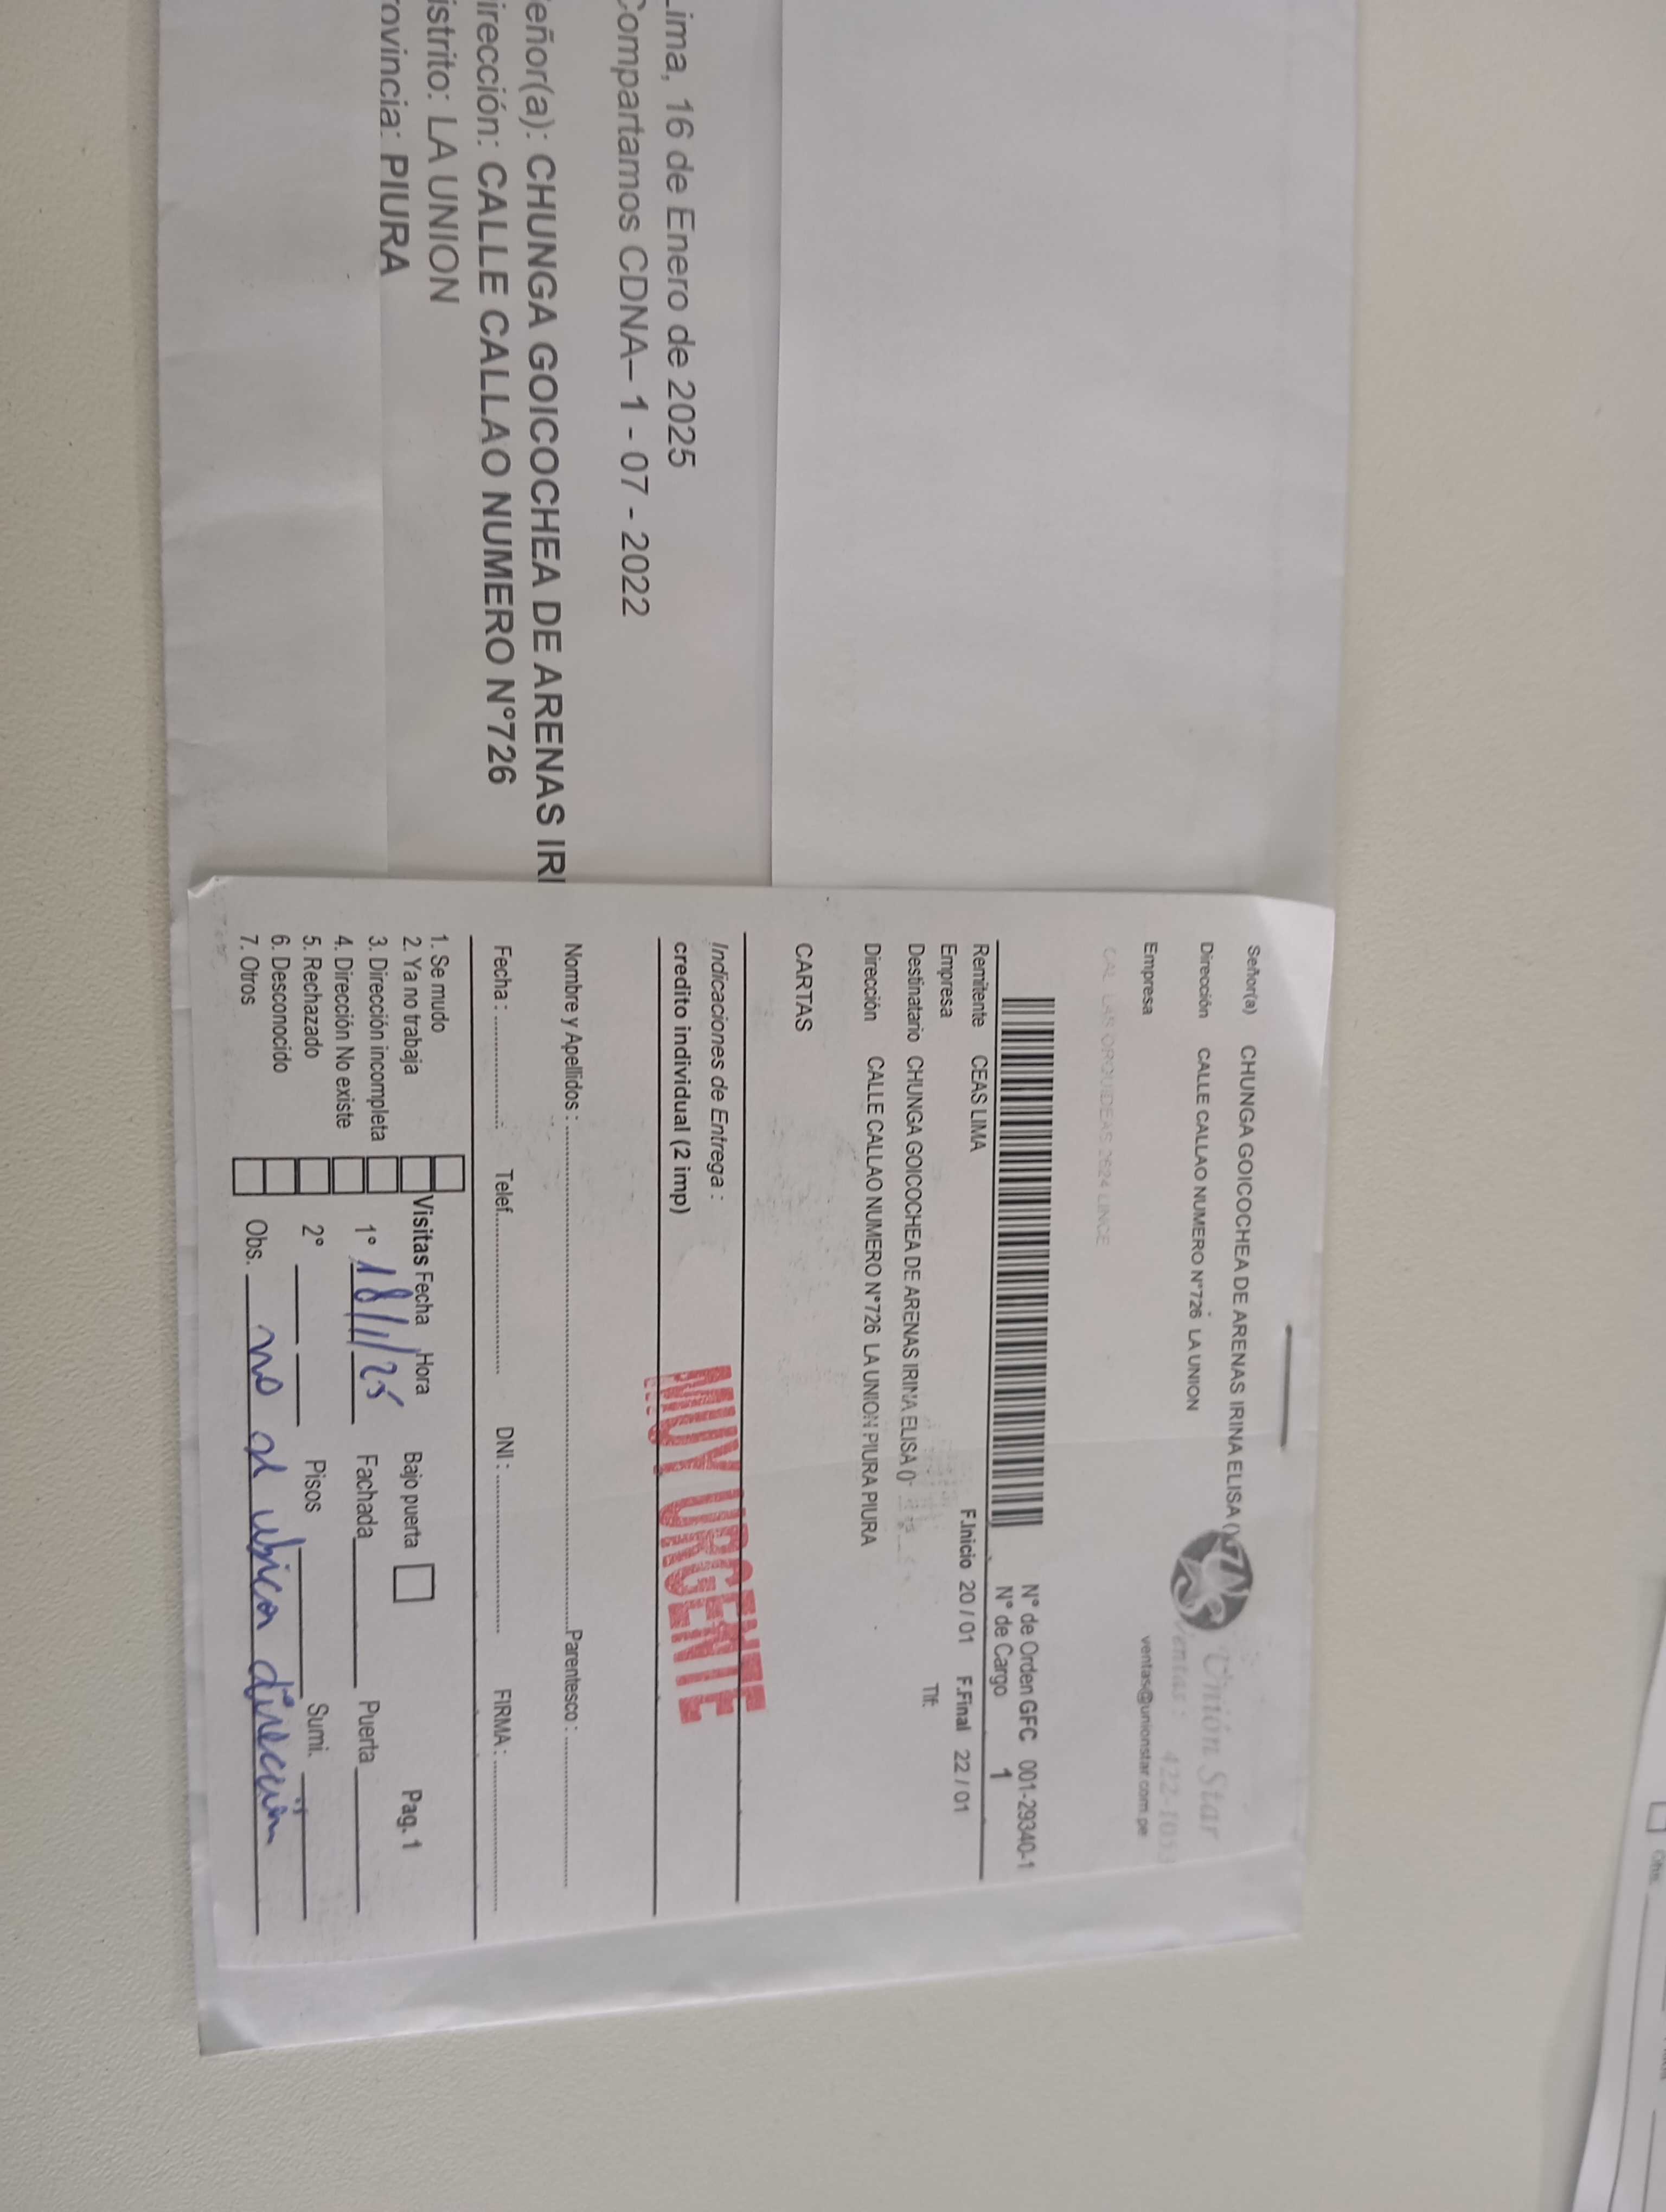 Lima, 16 de Enero de 2025
Compartamos CDNA– 1 - 07 - 2022
eñor(a): CHUNGA GOICOCHEA DE ARENAS IRI
irección: CALLE CALLAO NUMERO N°726
istrito: LA UNION
rovincia: PIURA
Señor(a) CHUNGA GOICOCHEA DE ARENAS IRINA ELISA ()
Dirección CALLE CALLAO NUMERO N°726 LA UNION
Empresa
CAL LAS ORQUIDEAS 2624 LINCE
Unión Star
Ventas : 422-105
ventas@unionstar.com.pe
N° de Orden GFC 001-29340-1
N° de Cargo 1
Remitente CEAS LIMA
F.Inicio 20 / 01 F.Final 22 / 01
Empresa
Destinatario CHUNGA GOICOCHEA DE ARENAS IRINA ELISA ()
Tlf:
Dirección CALLE CALLAO NUMERO N°726 LA UNION PIURA PIURA
CARTAS
Indicaciones de Entrega :
credito individual (2 imp)
MUY URGENTE
Nombre y Apellidos : Parentesco :
Fecha : Telef. DNI : FIRMA :
1. Se mudo
2. Ya no trabaja
3. Dirección incompleta
4. Dirección No existe
5. Rechazado
6. Desconocido
7. Otros
Visitas Fecha Hora Bajo puerta Pag. 1
1° 18/1/25 Fachada Puerta
2° Pisos Sumi.
Obs. no se ubica dirección
Obs.